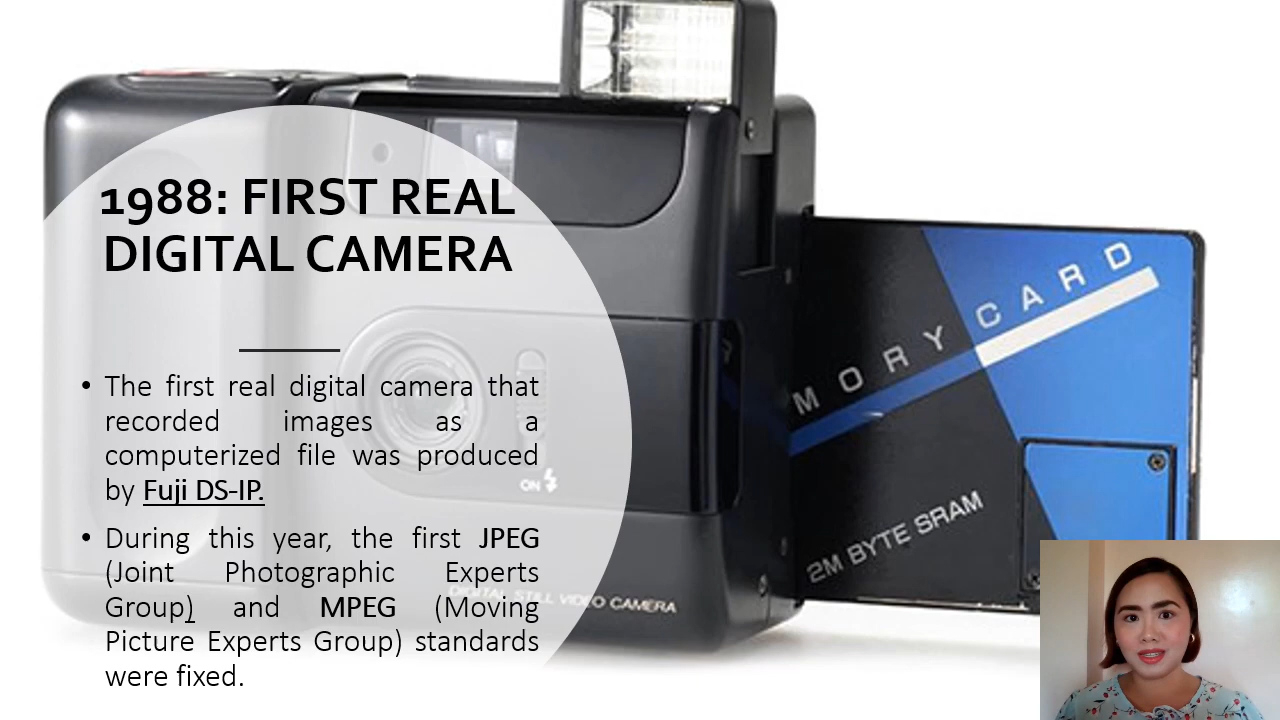 1988: FIRST REAL
DIGITAL CAMERA
• The first real digital camera that
recorded images as a
computerized file was produced
by Fuji DS-IP.
• During this year, the first JPEG
(Joint Photographic Experts
Group) and MPEG (Moving
Picture Experts Group) standards
were fixed.
ON
DIGITAL STILL VIDEO CAMERA
MORY CARD
2M BYTE SRAM